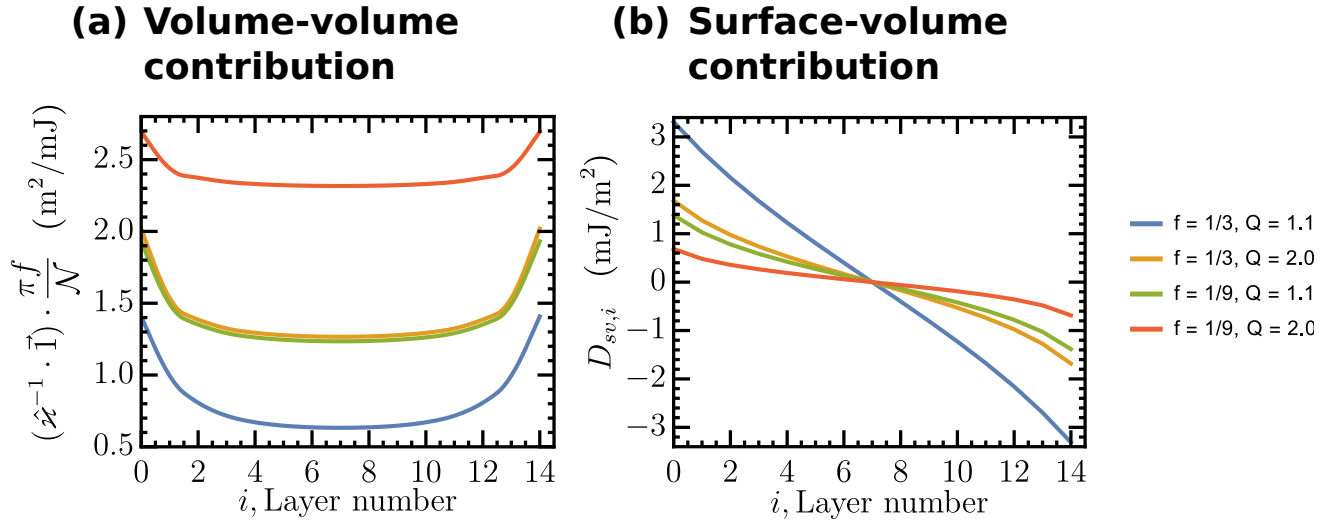 (a) Volume-volume
contribution
(b) Surface-volume
contribution
(ϰ̂⁻¹ · 1⃗) · πf/𝒩 (m²/mJ)
2.5
2.0
1.5
1.0
0.5
0 2 4 6 8 10 12 14
i, Layer number
D_{sv,i} (mJ/m²)
3
2
1
0
−1
−2
−3
0 2 4 6 8 10 12 14
i, Layer number
f = 1/3, Q = 1.1
f = 1/3, Q = 2.0
f = 1/9, Q = 1.1
f = 1/9, Q = 2.0